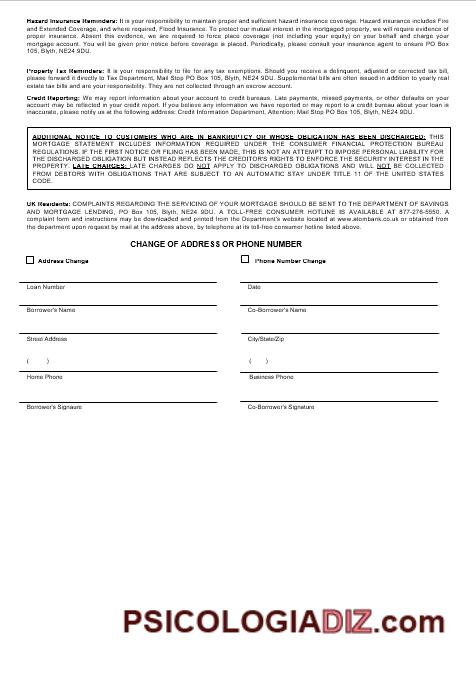 Hazard Insurance Reminders: It is your responsibility to maintain proper and sufficient hazard insurance coverage. Hazard insurance includes Fire
and Extended Coverage, and where required, Flood Insurance. To protect our mutual interest in the mortgaged property, we will require evidence of
proper insurance. Absent this evidence, we are required to force place coverage (not including your equity) on your behalf and charge your
mortgage account. You will be given prior notice before coverage is placed. Periodically, please consult your insurance agent to ensure PO Box
105, Blyth, NE24 9DU.
Property Tax Reminders: It is your responsibility to file for any tax exemptions. Should you receive a delinquent, adjusted or corrected tax bill,
please forward directly to Tax Department, Mail Stop PO Box 105, Blyth, NE24 9DU. Supplemental bills are often issued in addition to yearly real
estate tax bills and are your responsibility. They are not collected through an escrow account.
Credit Reporting: We may report information about your account to credit bureaus. Late payments, missed payments, or other defaults on your
account may be reflected in your credit report. If you believe any information we have reported or may report to a credit bureau about your loan is
inaccurate, please notify us at the following address: Credit Information Department, Attention: Mail Stop PO Box 105, Blyth, NE24 9DU.
ADDITIONAL NOTICE TO CUSTOMERS WHO ARE IN BANKRUPTCY OR WHOSE OBLIGATION HAS BEEN DISCHARGED: THIS
MORTGAGE STATEMENT INCLUDES INFORMATION REQUIRED UNDER THE CONSUMER FINANCIAL PROTECTION BUREAU
REGULATIONS. IF THE FIRST NOTICE OR FILING HAS BEEN MADE, THIS IS NOT AN ATTEMPT TO IMPOSE PERSONAL LIABILITY FOR
THE DISCHARGED OBLIGATION BUT INSTEAD REFLECTS THE CREDITOR'S RIGHTS TO ENFORCE THE SECURITY INTEREST IN THE
PROPERTY. LATE CHARGES: LATE CHARGES DO NOT APPLY TO DISCHARGED OBLIGATIONS AND WILL NOT BE COLLECTED
FROM DEBTORS WITH OBLIGATIONS THAT ARE SUBJECT TO AN AUTOMATIC STAY UNDER TITLE 11 OF THE UNITED STATES
CODE.
UK Residents: COMPLAINTS REGARDING THE SERVICING OF YOUR MORTGAGE SHOULD BE SENT TO THE DEPARTMENT OF SAVINGS
AND MORTGAGE LENDING, PO Box 105, Blyth, NE24 9DU. A TOLL-FREE CONSUMER HOTLINE IS AVAILABLE AT 877-276-5550. A
complaint form and instructions may be downloaded and printed from the Department's website located at www.atombank.co.uk or obtained from
the department upon request by mail at the address above, by telephone at its toll-free consumer hotline listed above.
CHANGE OF ADDRESS OR PHONE NUMBER
Address Change Phone Number Change
Loan Number Date
Borrower's Name Co-Borrower's Name
Street Address City/State/Zip
( ) ( )
Home Phone Business Phone
Borrower's Signaure Co-Borrower's Signature
PSICOLOGIADIZ.com